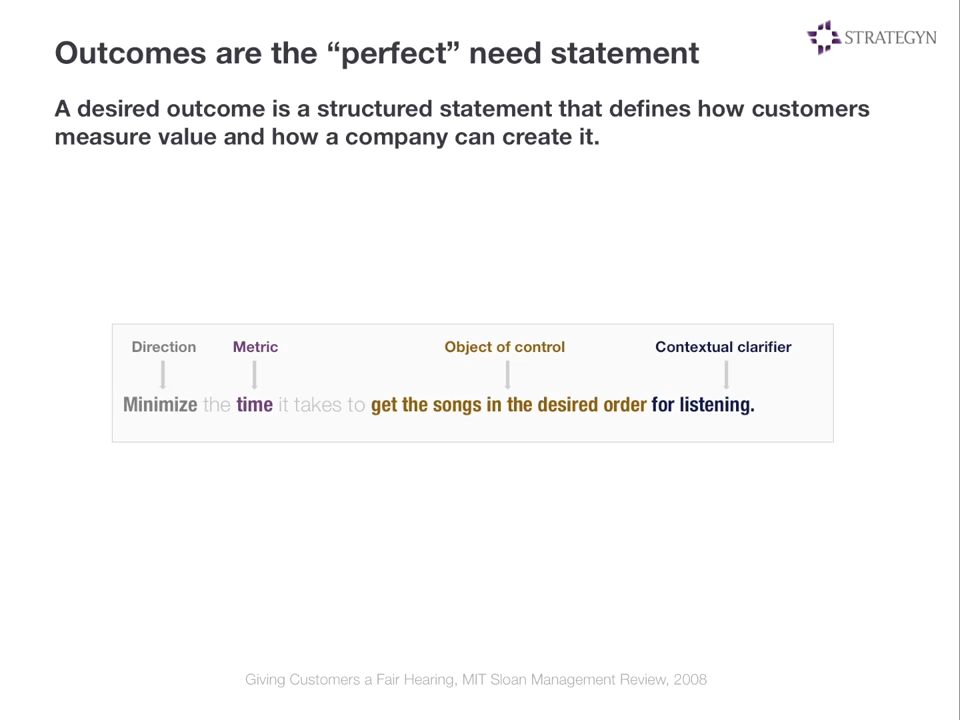 Outcomes are the “perfect” need statement
STRATEGYN
A desired outcome is a structured statement that defines how customers
measure value and how a company can create it.
Direction Metric Object of control Contextual clarifier
Minimize the time it takes to get the songs in the desired order for listening.
Giving Customers a Fair Hearing, MIT Sloan Management Review, 2008